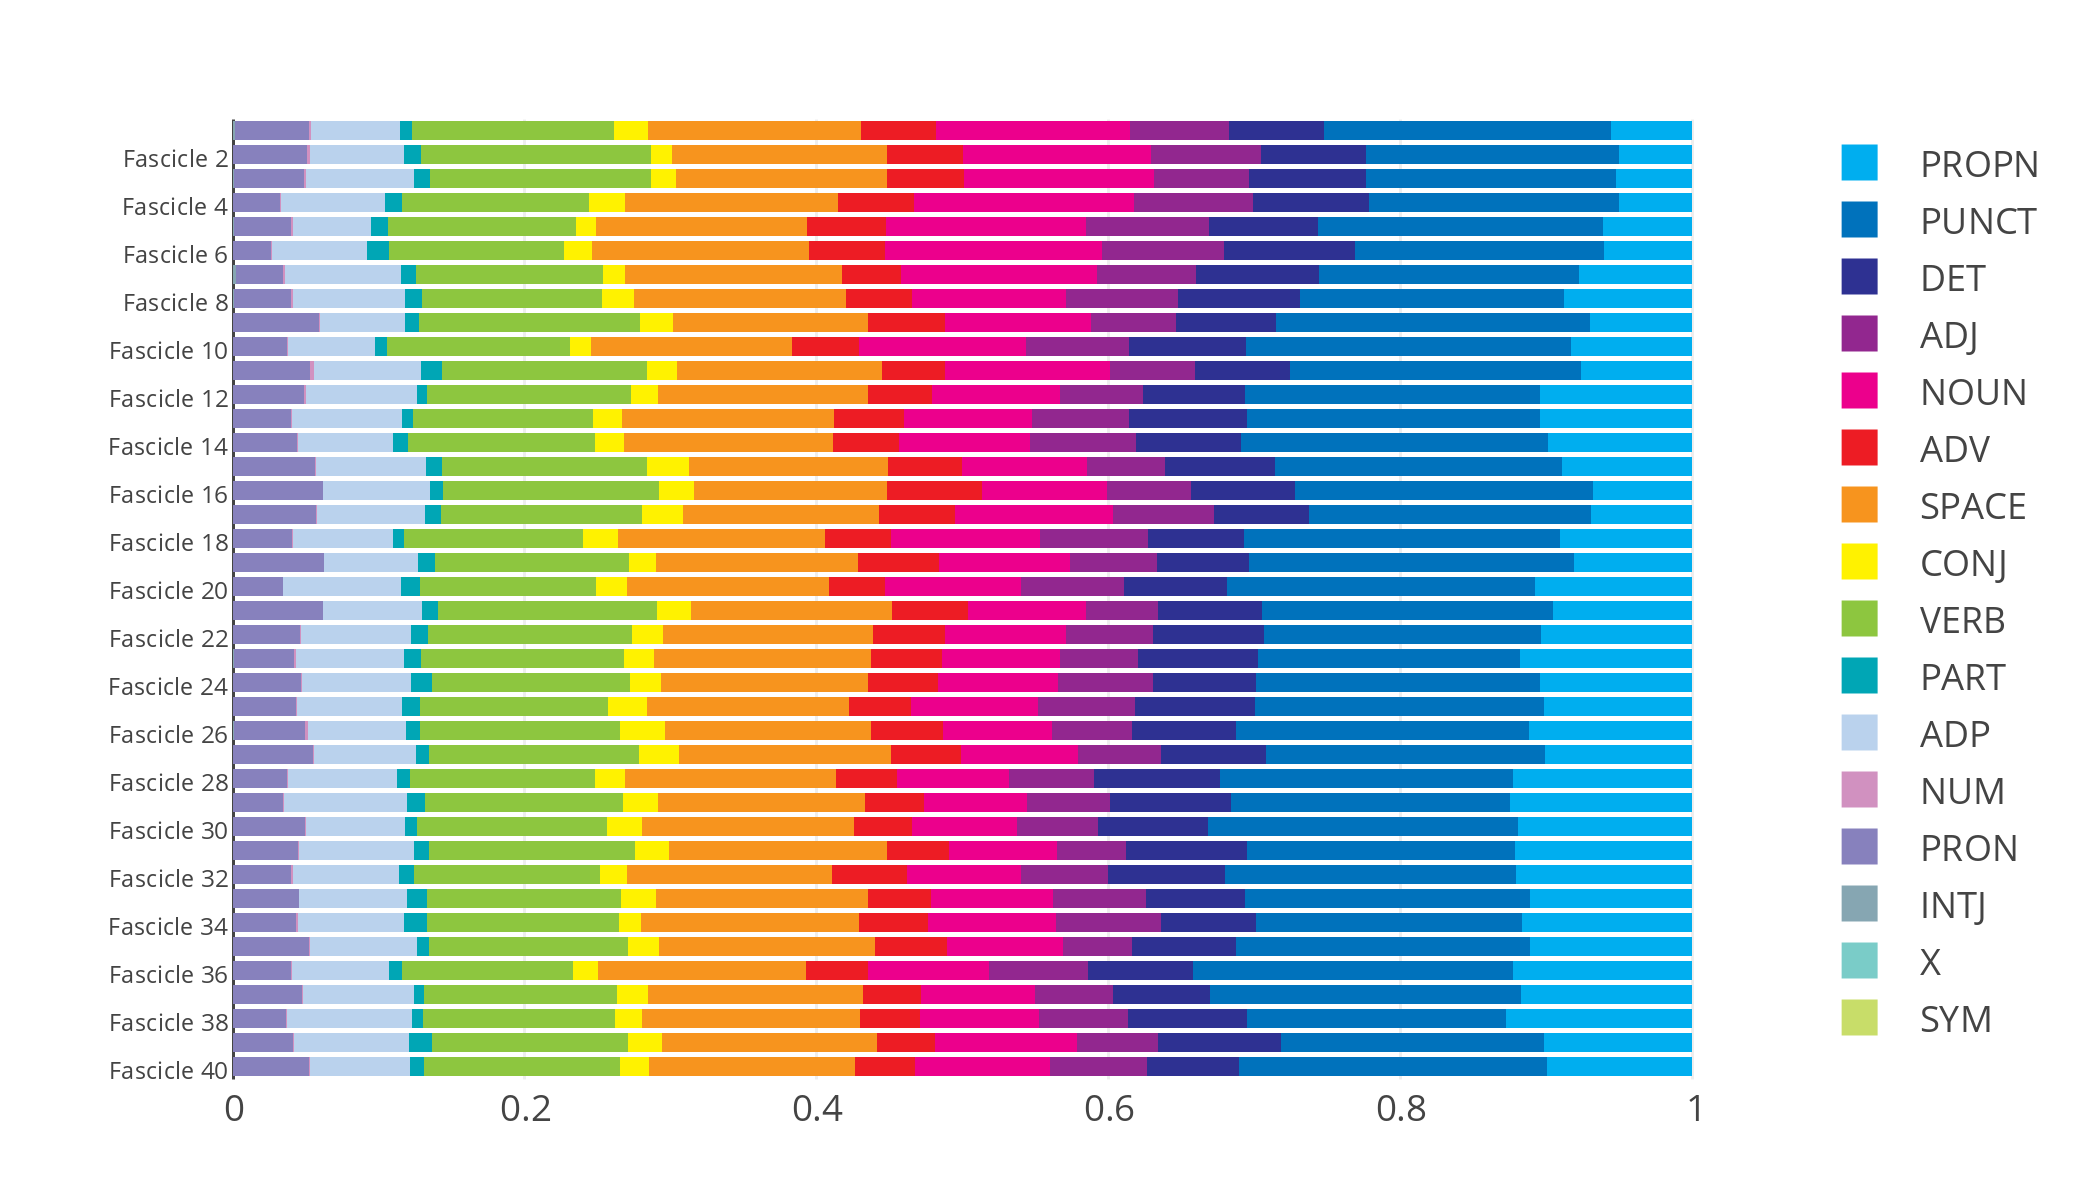 Fascicle 2
Fascicle 4
Fascicle 6
Fascicle 8
Fascicle 10
Fascicle 12
Fascicle 14
Fascicle 16
Fascicle 18
Fascicle 20
Fascicle 22
Fascicle 24
Fascicle 26
Fascicle 28
Fascicle 30
Fascicle 32
Fascicle 34
Fascicle 36
Fascicle 38
Fascicle 40
0 0.2 0.4 0.6 0.8 1
PROPN
PUNCT
DET
ADJ
NOUN
ADV
SPACE
CONJ
VERB
PART
ADP
NUM
PRON
INTJ
X
SYM